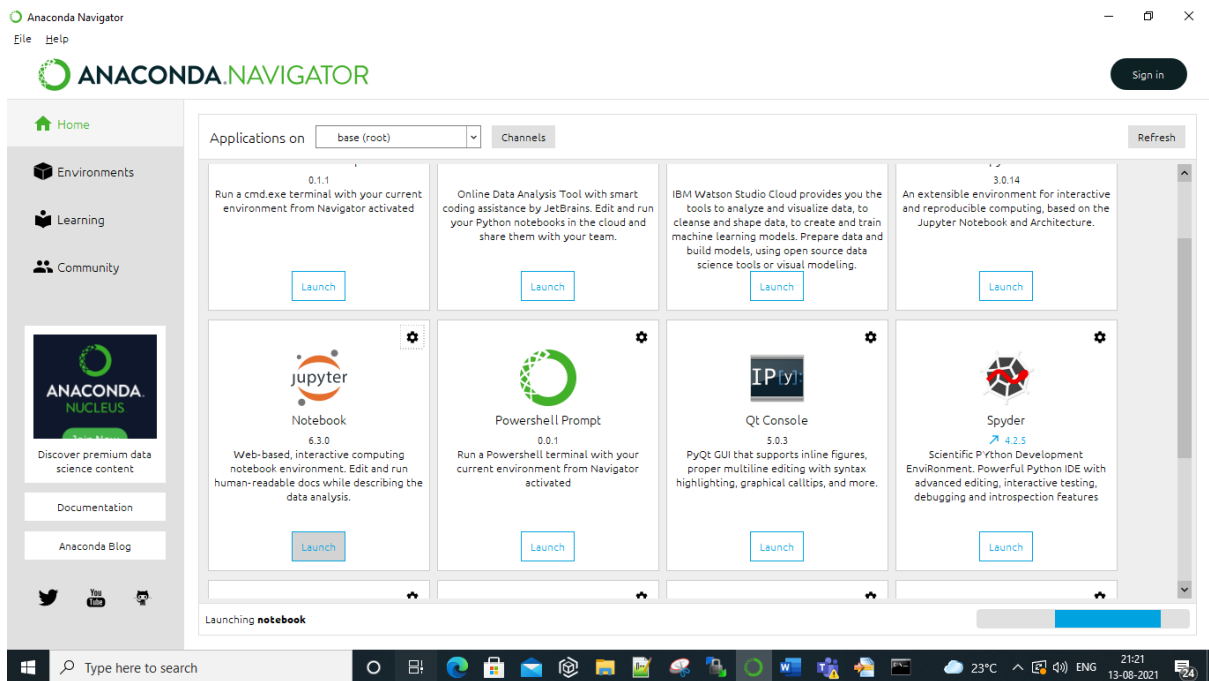 Anaconda Navigator
File Help
ANACONDA.NAVIGATOR
Sign in
Home
Environments
Learning
Community
ANACONDA.
NUCLEUS
Join Now
Discover premium data
science content
Documentation
Anaconda Blog
You
Tube
Applications on base (root) Channels Refresh
0.1.1
Run a cmd.exe terminal with your current
environment from Navigator activated
Launch
Online Data Analysis Tool with smart
coding assistance by JetBrains. Edit and run
your Python notebooks in the cloud and
share them with your team.
Launch
IBM Watson Studio Cloud provides you the
tools to analyze and visualize data, to
cleanse and shape data, to create and train
machine learning models. Prepare data and
build models, using open source data
science tools or visual modeling.
Launch
3.0.14
An extensible environment for interactive
and reproducible computing, based on the
Jupyter Notebook and Architecture.
Launch
jupyter
Notebook
6.3.0
Web-based, interactive computing
notebook environment. Edit and run
human-readable docs while describing the
data analysis.
Launch
Powershell Prompt
0.0.1
Run a Powershell terminal with your
current environment from Navigator
activated
Launch
IP[y]:
Qt Console
5.0.3
PyQt GUI that supports inline figures,
proper multiline editing with syntax
highlighting, graphical calltips, and more.
Launch
Spyder
4.2.5
Scientific PYthon Development
EnviRonment. Powerful Python IDE with
advanced editing, interactive testing,
debugging and introspection features
Launch
Launching notebook
Type here to search
23°C ENG
21:21
13-08-2021
24